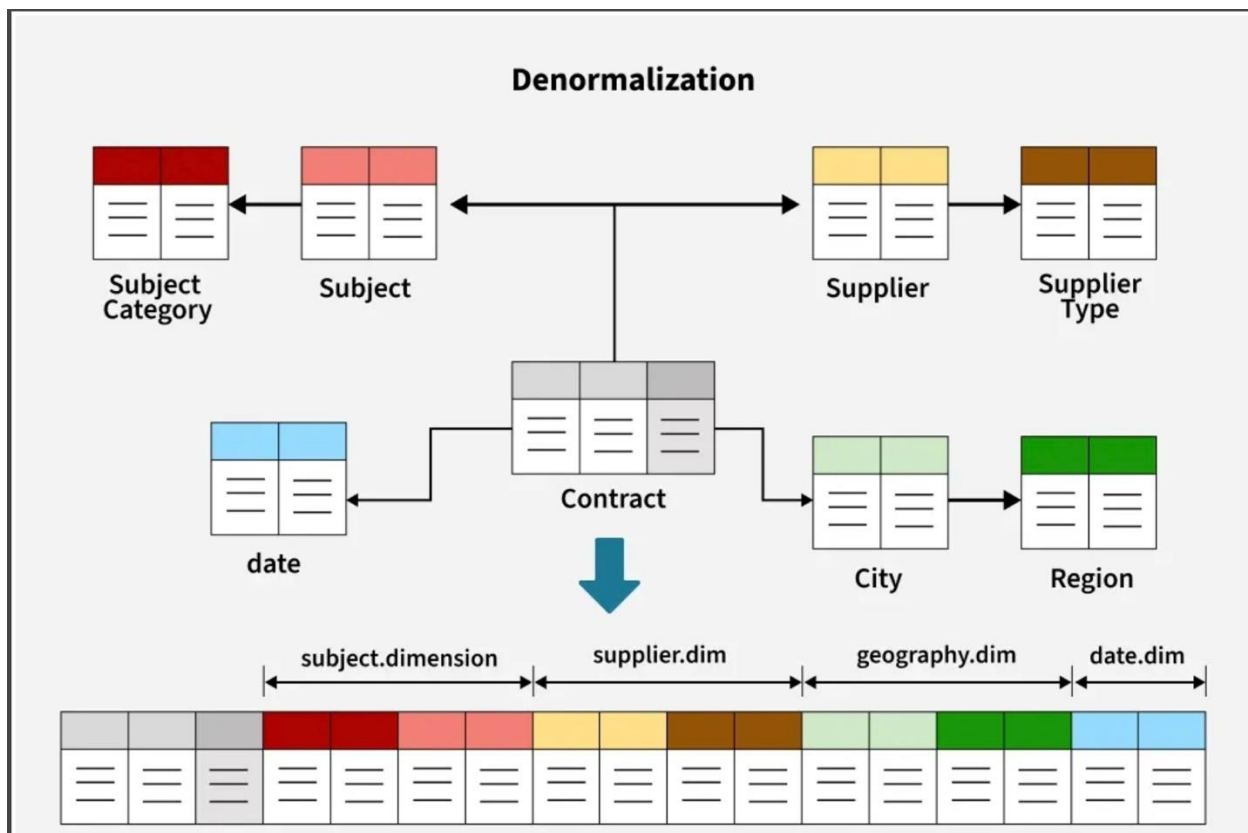 Denormalization
Subject
Category
Subject
Supplier
Supplier
Type
Contract
date
City
Region
subject.dimension
supplier.dim
geography.dim
date.dim